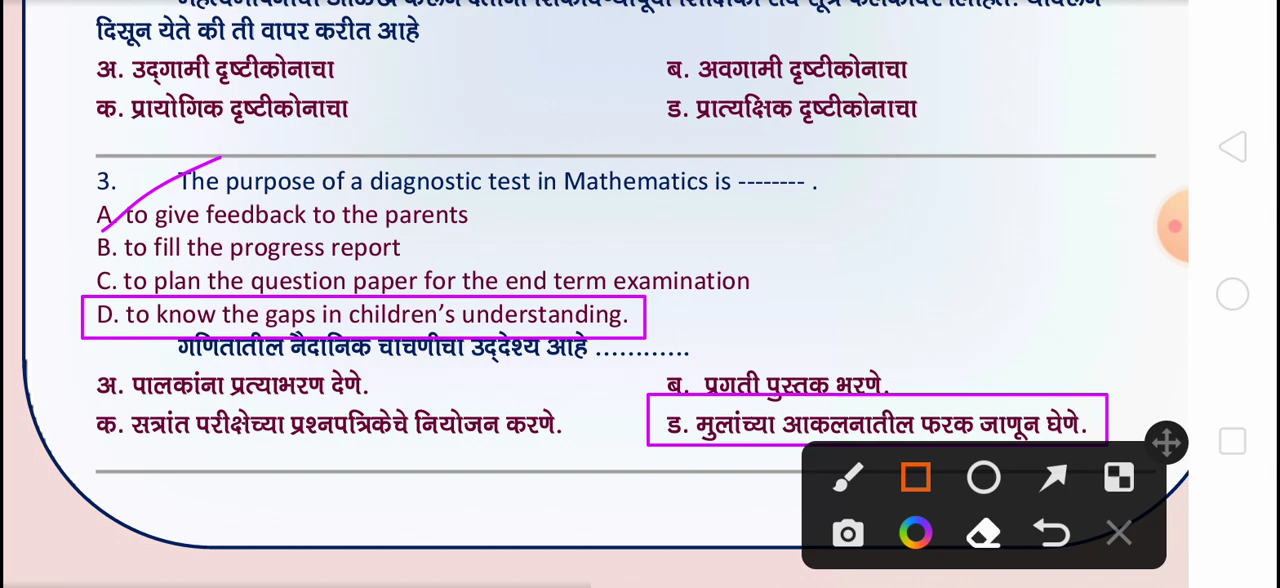 दिसून येते की ती वापर करीत आहे
अ. उद्‌गामी दृष्टीकोनाचा
ब. अवगामी दृष्टीकोनाचा
क. प्रायोगिक दृष्टीकोनाचा
ड. प्रात्यक्षिक दृष्टीकोनाचा
3. The purpose of a diagnostic test in Mathematics is -------- .
A. to give feedback to the parents
B. to fill the progress report
C. to plan the question paper for the end term examination
D. to know the gaps in children’s understanding.
गणितातील नैदानिक चाचणीचा उद्‌देश्य आहे ............
अ. पालकांना प्रत्याभरण देणे.
ब. प्रगती पुस्तक भरणे.
क. सत्रांत परीक्षेच्या प्रश्नपत्रिकेचे नियोजन करणे.
ड. मुलांच्या आकलनातील फरक जाणून घेणे.